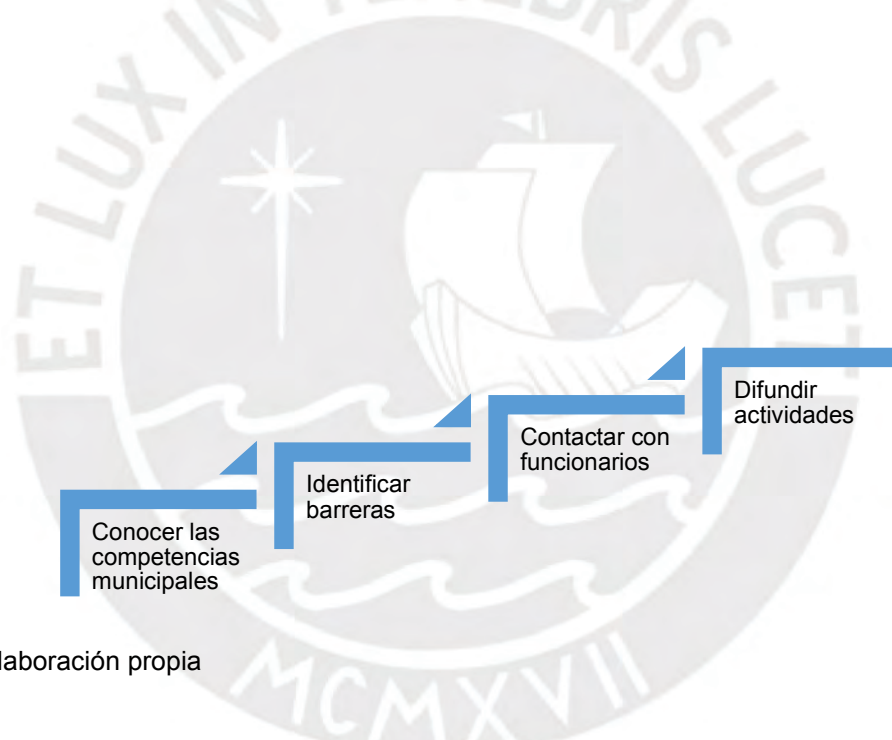 ET LUX IN TENEBRIS LUCET
Difundir
actividades
Contactar con
funcionarios
Identificar
barreras
Conocer las
competencias
municipales
laboración propia
MCMXVII